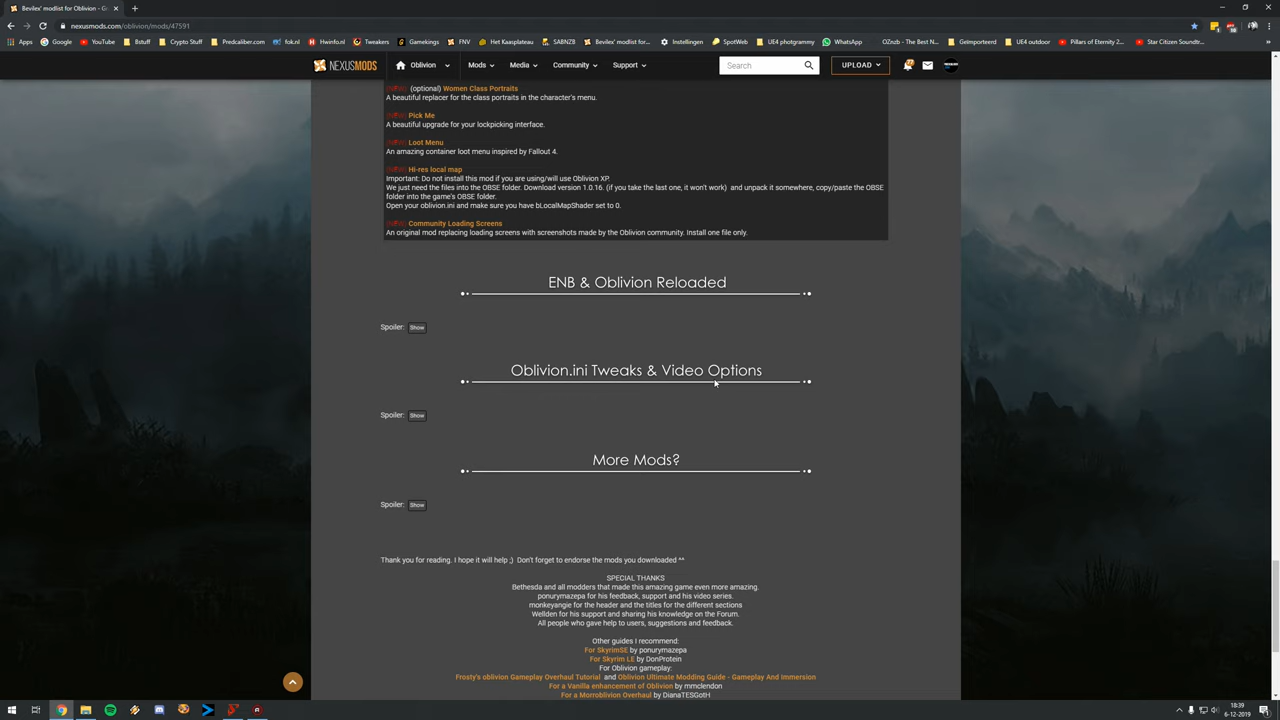 Bevilex' modlist for Oblivion - G
nexusmods.com/oblivion/mods/47591
Apps Google YouTube Bstuff Crypto Stuff Predcaliber.com fok.nl Hwinfo.nl Tweakers Gamekings FNV Het Kaasplateau SABNZB Bevilex' modlist fo... Instellingen SpotWeb UE4 photgrammy WhatsApp OZnzb - The Best N... Geïmporteerd UE4 outdoor Pillars of Eternity 2... Star Citizen Soundtr...
NEXUSMODS Oblivion Mods Media Community Support Search UPLOAD
(NEW) (optional) Women Class Portraits
A beautiful replacer for the class portraits in the character's menu.
(NEW) Pick Me
A beautiful upgrade for your lockpicking interface.
(NEW) Loot Menu
An amazing container loot menu inspired by Fallout 4.
(NEW) Hi-res local map
Important: Do not install this mod if you are using/will use Oblivion XP.
We just need the files into the OBSE folder. Download version 1.0.16. (if you take the last one, it won't work) and unpack it somewhere, copy/paste the OBSE
folder into the game's OBSE folder.
Open your oblivion.ini and make sure you have bLocalMapShader set to 0.
(NEW) Community Loading Screens
An original mod replacing loading screens with screenshots made by the Oblivion community. Install one file only.
ENB & Oblivion Reloaded
Spoiler: Show
Oblivion.ini Tweaks & Video Options
Spoiler: Show
More Mods?
Spoiler: Show
Thank you for reading. I hope it will help ;) Don't forget to endorse the mods you downloaded ^^
SPECIAL THANKS
Bethesda and all modders that made this amazing game even more amazing.
ponurymazepa for his feedback, support and his video series.
monkeyangie for the header and the titles for the different sections
Wellden for his support and sharing his knowledge on the Forum.
All people who gave help to users, suggestions and feedback.
Other guides I recommend:
For SkyrimSE by ponurymazepa
For Skyrim LE by DonProtein
For Oblivion gameplay:
Frosty's oblivion Gameplay Overhaul Tutorial and Oblivion Ultimate Modding Guide - Gameplay And Immersion
For a Vanilla enhancement of Oblivion by mmclendon
For a Morroblivion Overhaul by DianaTESGotH
18:39
6-12-2019